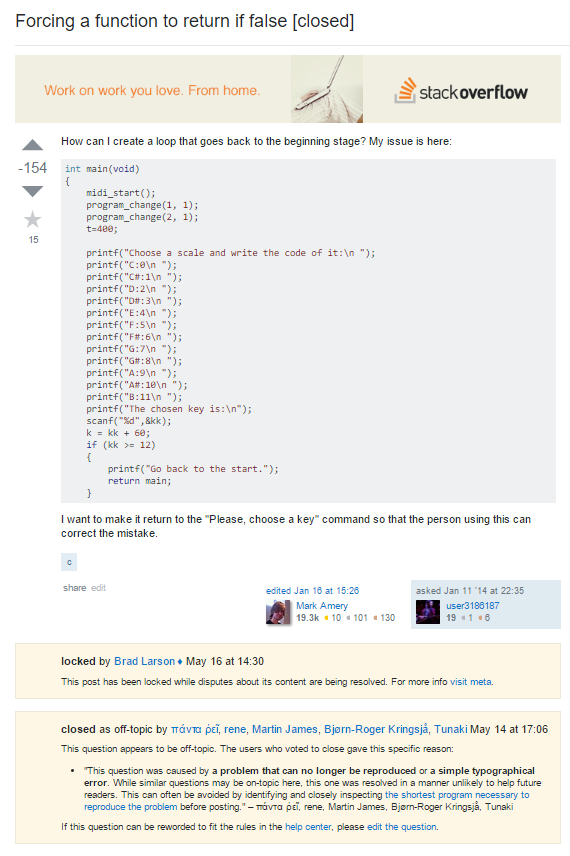 Forcing a function to return if false [closed]
Work on work you love. From home.
stackoverflow
How can I create a loop that goes back to the beginning stage? My issue is here:
-154
15
int main(void)
{
midi_start();
program_change(1, 1);
program_change(2, 1);
t=400;
printf("Choose a scale and write the code of it:\n ");
printf("C:0\n ");
printf("C#:1\n ");
printf("D:2\n ");
printf("D#:3\n ");
printf("E:4\n ");
printf("F:5\n ");
printf("F#:6\n ");
printf("G:7\n ");
printf("G#:8\n ");
printf("A:9\n ");
printf("A#:10\n ");
printf("B:11\n ");
printf("The chosen key is:\n");
scanf("%d",&kk);
k = kk + 60;
if (kk >= 12)
{
printf("Go back to the start.");
return main;
}
I want to make it return to the "Please, choose a key" command so that the person using this can
correct the mistake.
c
share edit
edited Jan 16 at 15:26
Mark Amery
19.3k 10 101 130
asked Jan 11 '14 at 22:35
user3186187
19 1 6
locked by Brad Larson♦ May 16 at 14:30
This post has been locked while disputes about its content are being resolved. For more info visit meta.
closed as off-topic by πάντα ῥεῖ, rene, Martin James, Bjørn-Roger Kringsjå, Tunaki May 14 at 17:06
This question appears to be off-topic. The users who voted to close gave this specific reason:
• "This question was caused by a problem that can no longer be reproduced or a simple typographical
error. While similar questions may be on-topic here, this one was resolved in a manner unlikely to help future
readers. This can often be avoided by identifying and closely inspecting the shortest program necessary to
reproduce the problem before posting." – πάντα ῥεῖ, rene, Martin James, Bjørn-Roger Kringsjå, Tunaki
If this question can be reworded to fit the rules in the help center, please edit the question.